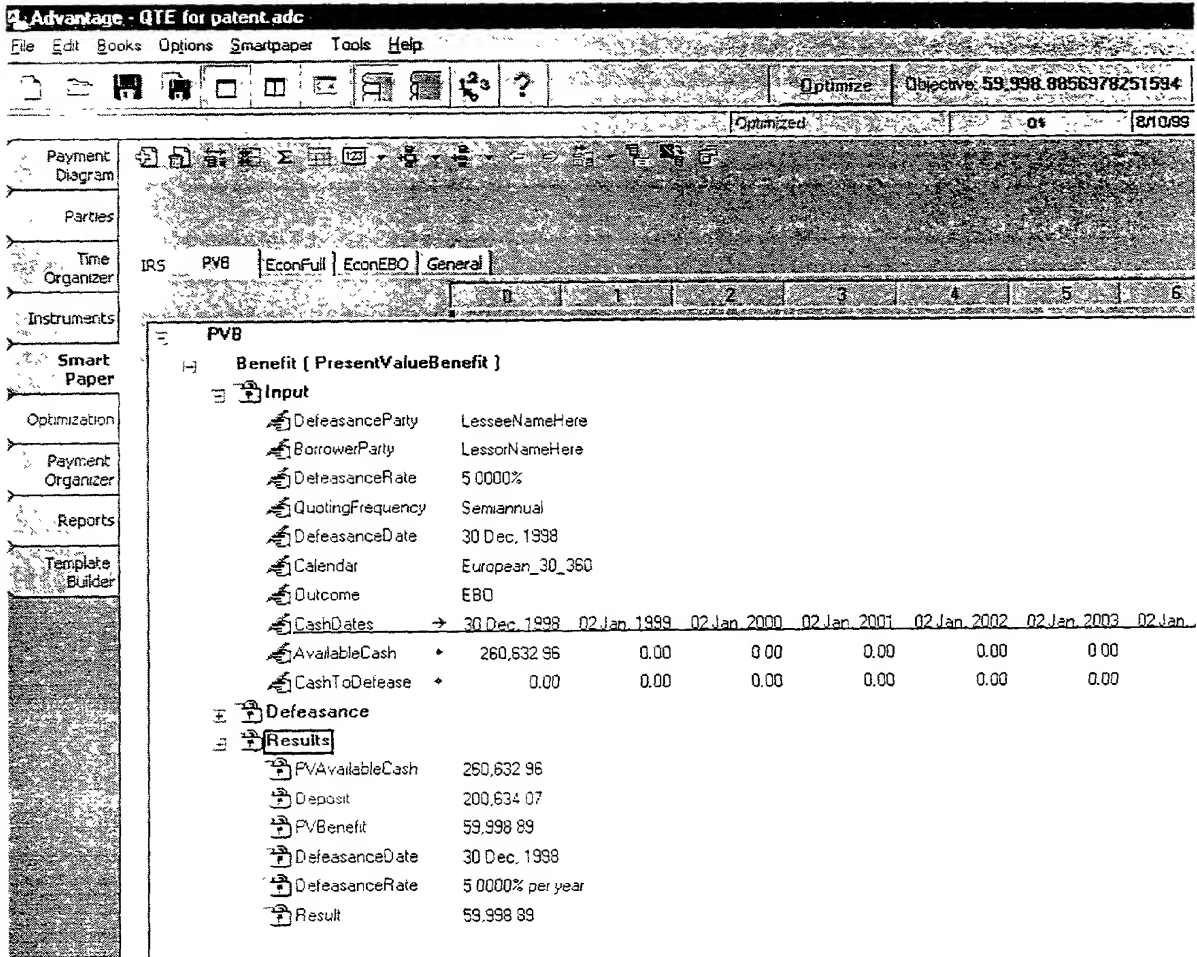 Advantage - QTE for patent.adc
File Edit Books Options Smartpaper Tools Help
Optimize Objective: 59,998.8856978251594
Optimized 0% 8/10/99
Payment Diagram
Parties
Time Organizer
Instruments
Smart Paper
Optimization
Payment Organizer
Reports
Template Builder
IRS PVB EconFull EconEBO General
0 1 2 3 4 5 6
PVB
Benefit [ PresentValueBenefit ]
Input
DefeasanceParty LesseeNameHere
BorrowerParty LessorNameHere
DefeasanceRate 5 0000%
QuotingFrequency Semiannual
DefeasanceDate 30 Dec, 1998
Calendar European_30_360
Outcome EBO
CashDates → 30 Dec, 1998 02 Jan, 1999 02 Jan, 2000 02 Jan, 2001 02 Jan, 2002 02 Jan, 2003 02 Jan,
AvailableCash 260,632 96 0.00 0 00 0.00 0 00 0 00
CashToDefease 0.00 0.00 0.00 0.00 0.00 0.00
Defeasance
Results
PVAvailableCash 260,632 96
Deposit 200,634 07
PVBenefit 59,998 89
DefeasanceDate 30 Dec, 1998
DefeasanceRate 5 0000% per year
Result 59,998 89